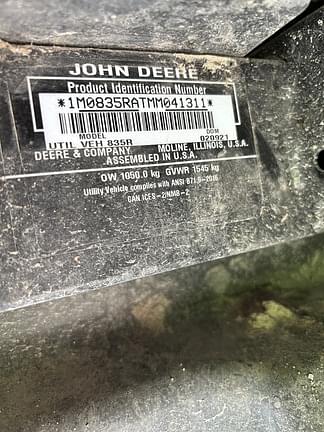 JOHN DEERE
Product Identification Number
*1M0835RATMM041311*
MODEL DOM
UTIL VEH 835R 020921
DEERE & COMPANY MOLINE, ILLINOIS, U.S.A.
ASSEMBLED IN U.S.A.
OW 1050.0 kg GVWR 1545 kg
Utility Vehicle complies with ANSI B71.9-2016
CAN ICES-2/NMB-2